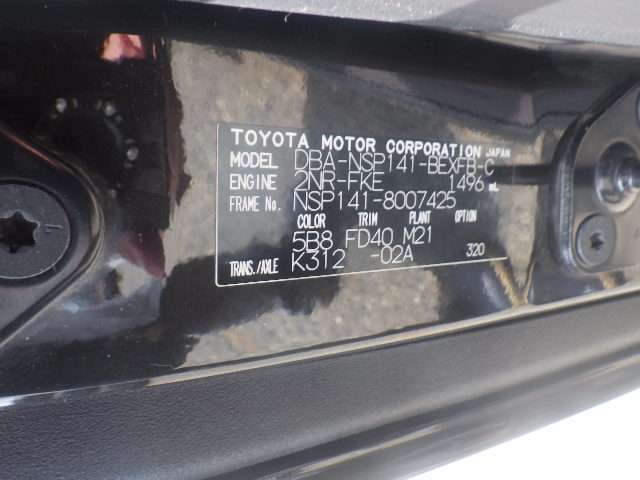 TOYOTA MOTOR CORPORATION JAPAN
MODEL DBA-NSP141-BEXFB-C
ENGINE 2NR-FKE 1496 mL
FRAME No. NSP141-8007425
COLOR TRIM PLANT OPTION
5B8 FD40 M21
TRANS./AXLE K312 -02A 320